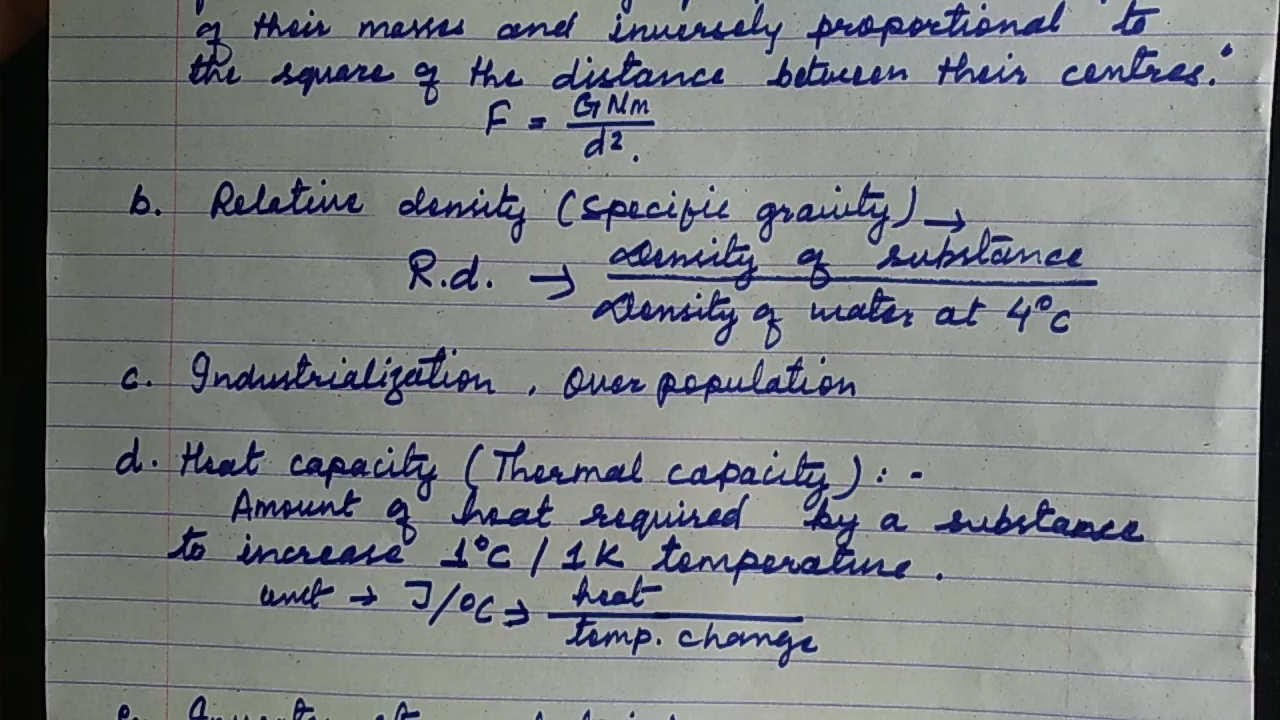 of their masses and inversely proportional to
the square of the distance between their centres."
F = GMm / d².
b. Relative density (specific gravity) →
R.d. → Density of substance / Density of water at 4°C
c. Industrialization, Over population
d. Heat capacity (Thermal capacity) : -
Amount of heat required by a substance
to increase 1°C / 1K temperature.
unit → J/°C → heat / temp. change
e.